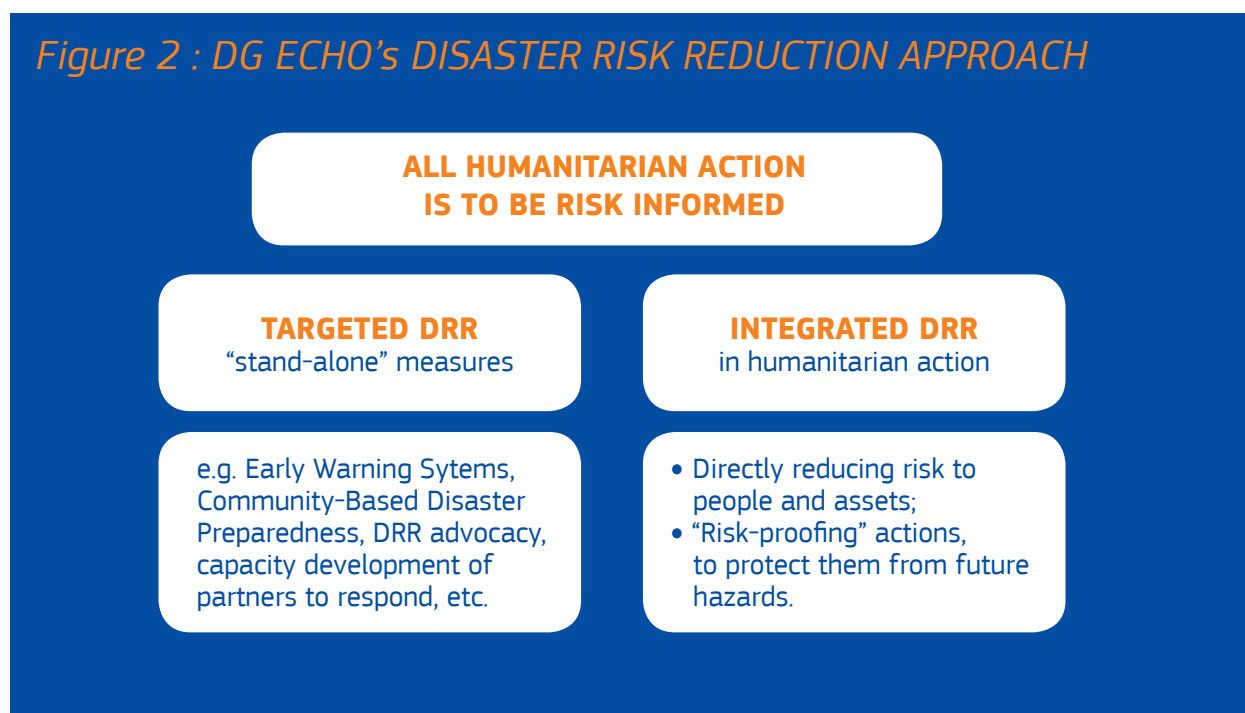 Figure 2 : DG ECHO's DISASTER RISK REDUCTION APPROACH
ALL HUMANITARIAN ACTION
IS TO BE RISK INFORMED
TARGETED DRR
“stand-alone” measures
e.g. Early Warning Sytems,
Community-Based Disaster
Preparedness, DRR advocacy,
capacity development of
partners to respond, etc.
INTEGRATED DRR
in humanitarian action
• Directly reducing risk to
people and assets;
• “Risk-proofing” actions,
to protect them from future
hazards.